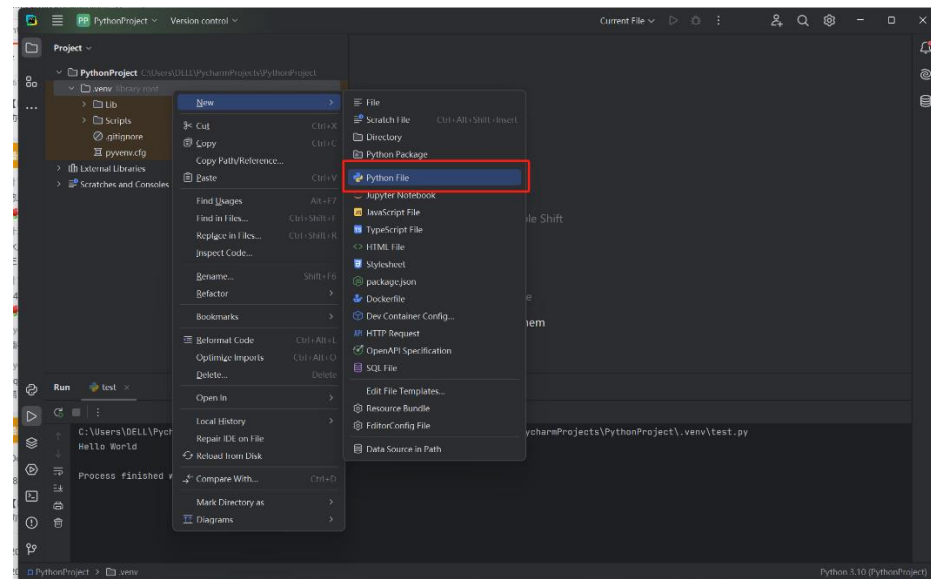 PP PythonProject Version control Current File
Project
PythonProject C:\Users\DELL\PycharmProjects\PythonProject
.venv library root
Lib
Scripts
.gitignore
pyvenv.cfg
External Libraries
Scratches and Consoles
New
Cut Ctrl+X
Copy Ctrl+C
Copy Path/Reference...
Paste Ctrl+V
Find Usages Alt+F7
Find in Files... Ctrl+Shift+F
Replace in Files... Ctrl+Shift+R
Inspect Code...
Rename... Shift+F6
Refactor
Bookmarks
Reformat Code Ctrl+Alt+L
Optimize Imports Ctrl+Alt+O
Delete... Delete
Open In
Local History
Repair IDE on File
Reload from Disk
Compare With... Ctrl+D
Mark Directory as
Diagrams
File
Scratch File Ctrl+Alt+Shift+Insert
Directory
Python Package
Python File
Jupyter Notebook
JavaScript File
TypeScript File
HTML File
Stylesheet
package.json
Dockerfile
Dev Container Config...
API HTTP Request
OpenAPI Specification
SQL File
Edit File Templates...
Resource Bundle
EditorConfig File
Data Source in Path
le Shift
e
hem
Run test
C:\Users\DELL\Pych ycharmProjects\PythonProject\.venv\test.py
Hello World
Process finished
PythonProject > .venv Python 3.10 (PythonProject)